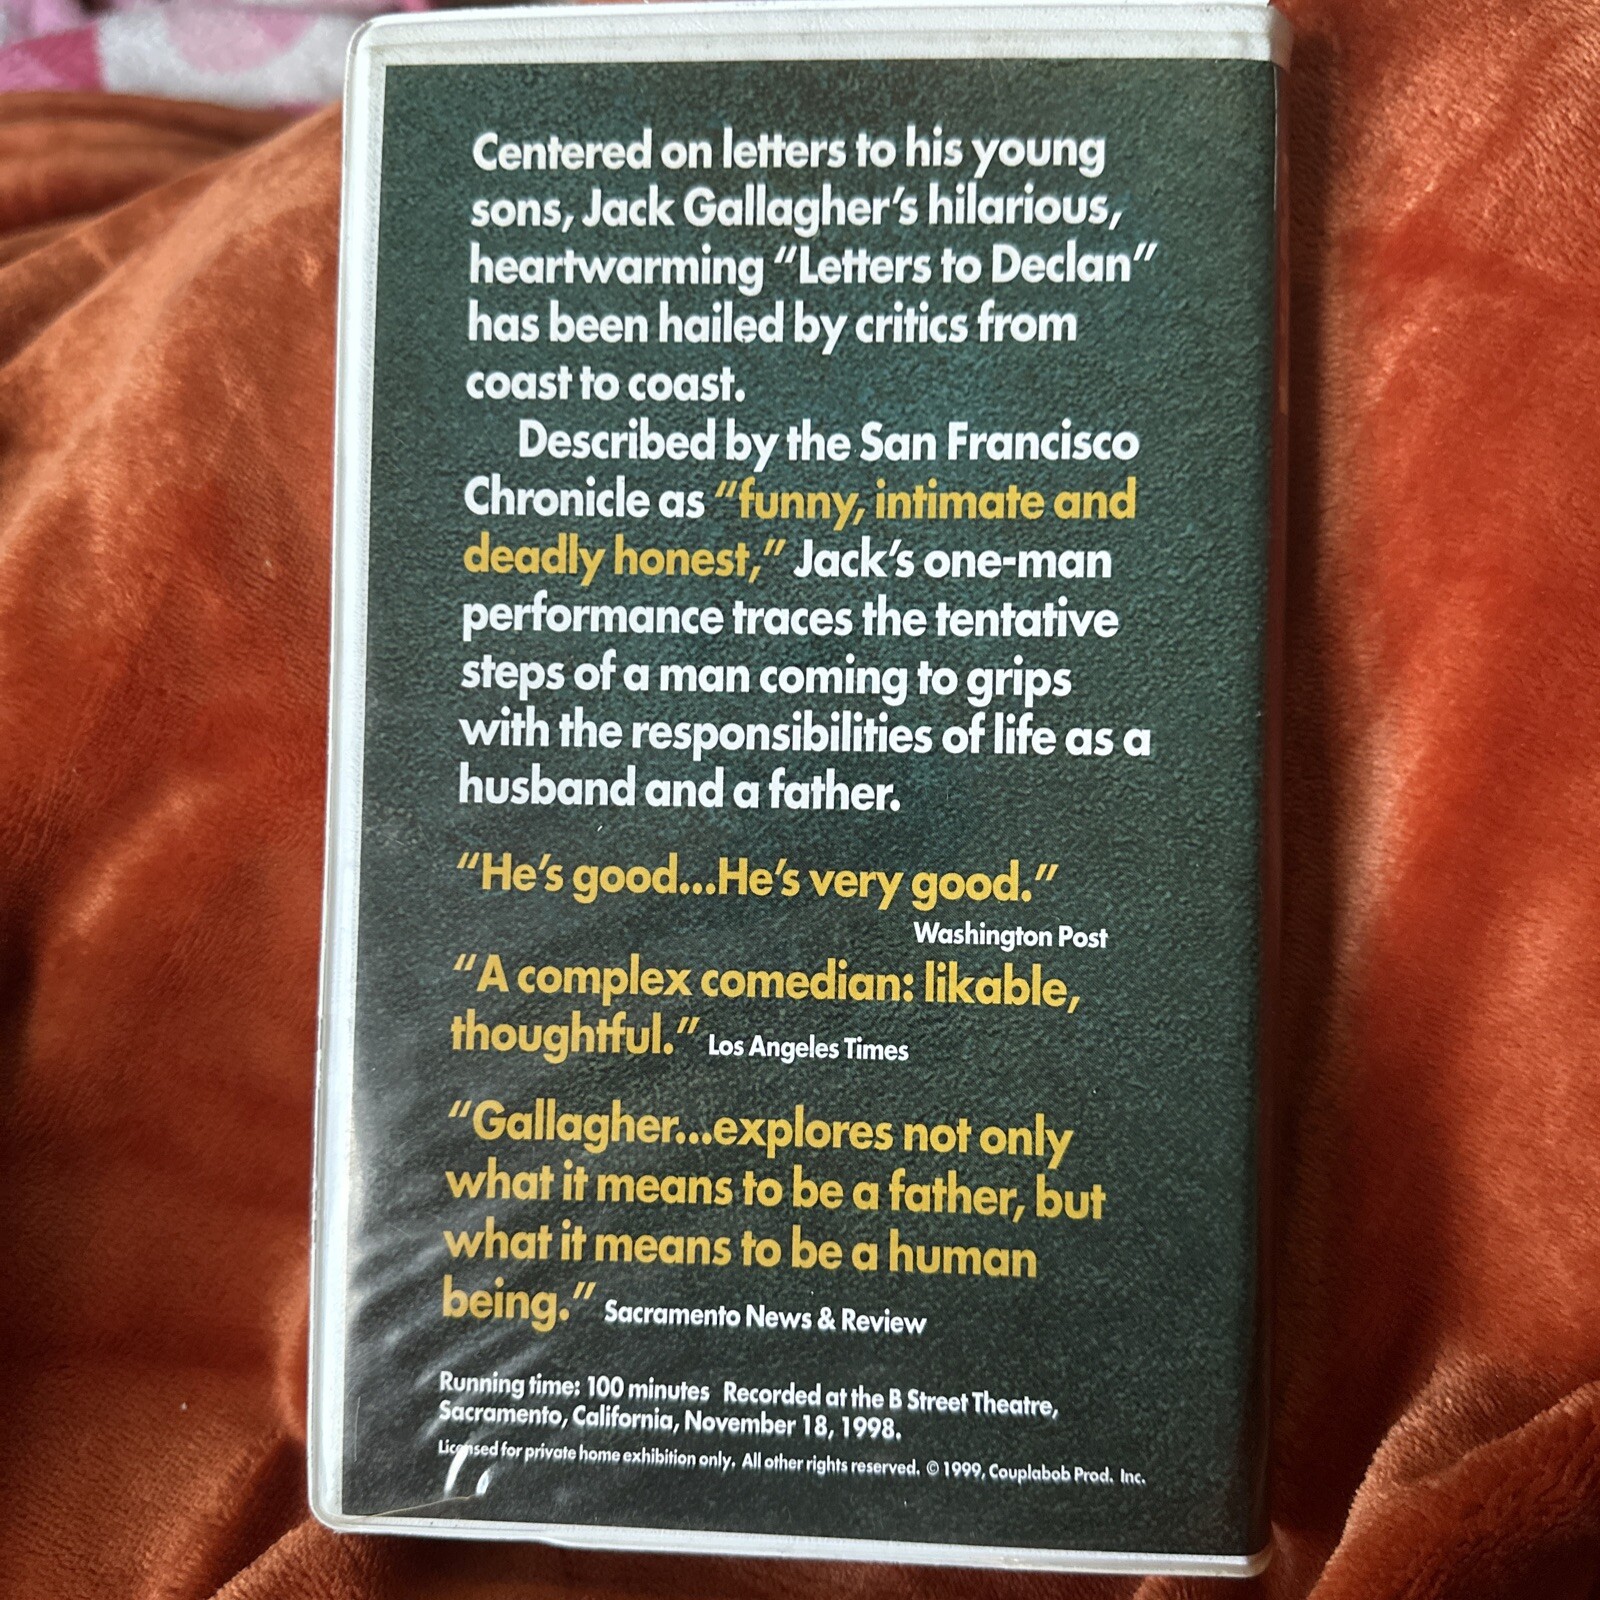 Centered on letters to his young
sons, Jack Gallagher's hilarious,
heartwarming "Letters to Declan"
has been hailed by critics from
coast to coast.
Described by the San Francisco
Chronicle as "funny, intimate and
deadly honest," Jack's one-man
performance traces the tentative
steps of a man coming to grips
with the responsibilities of life as a
husband and a father.
"He's good...He's very good."
Washington Post
"A complex comedian: likable,
thoughtful." Los Angeles Times
"Gallagher...explores not only
what it means to be a father, but
what it means to be a human
being." Sacramento News & Review
Running time: 100 minutes Recorded at the B Street Theatre,
Sacramento, California, November 18, 1998.
Licensed for private home exhibition only. All other rights reserved. © 1999, Couplabob Prod. Inc.